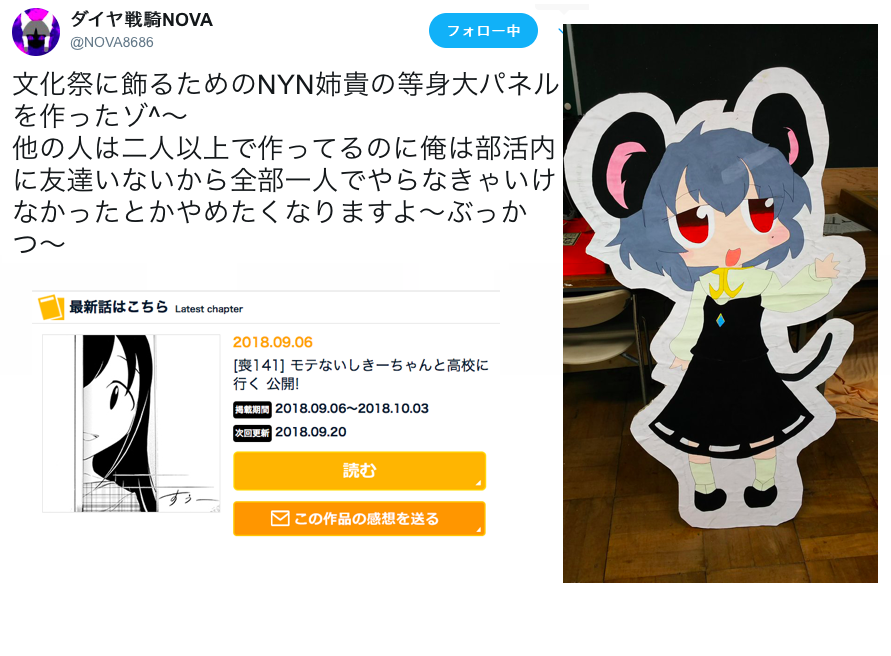 ダイヤ戦騎NOVA
@NOVA8686
フォロー中
文化祭に飾るためのNYN姉貴の等身大パネル
を作ったゾ^〜
他の人は二人以上で作ってるのに俺は部活内
に友達いないから全部一人でやらなきゃいけ
なかったとかやめたくなりますよ〜ぶっか
つ〜
最新話はこちら Latest chapter
2018.09.06
[喪141] モテないしきーちゃんと高校に
行く 公開!
掲載期間 2018.09.06〜2018.10.03
次回更新 2018.09.20
読む
この作品の感想を送る
すぅー